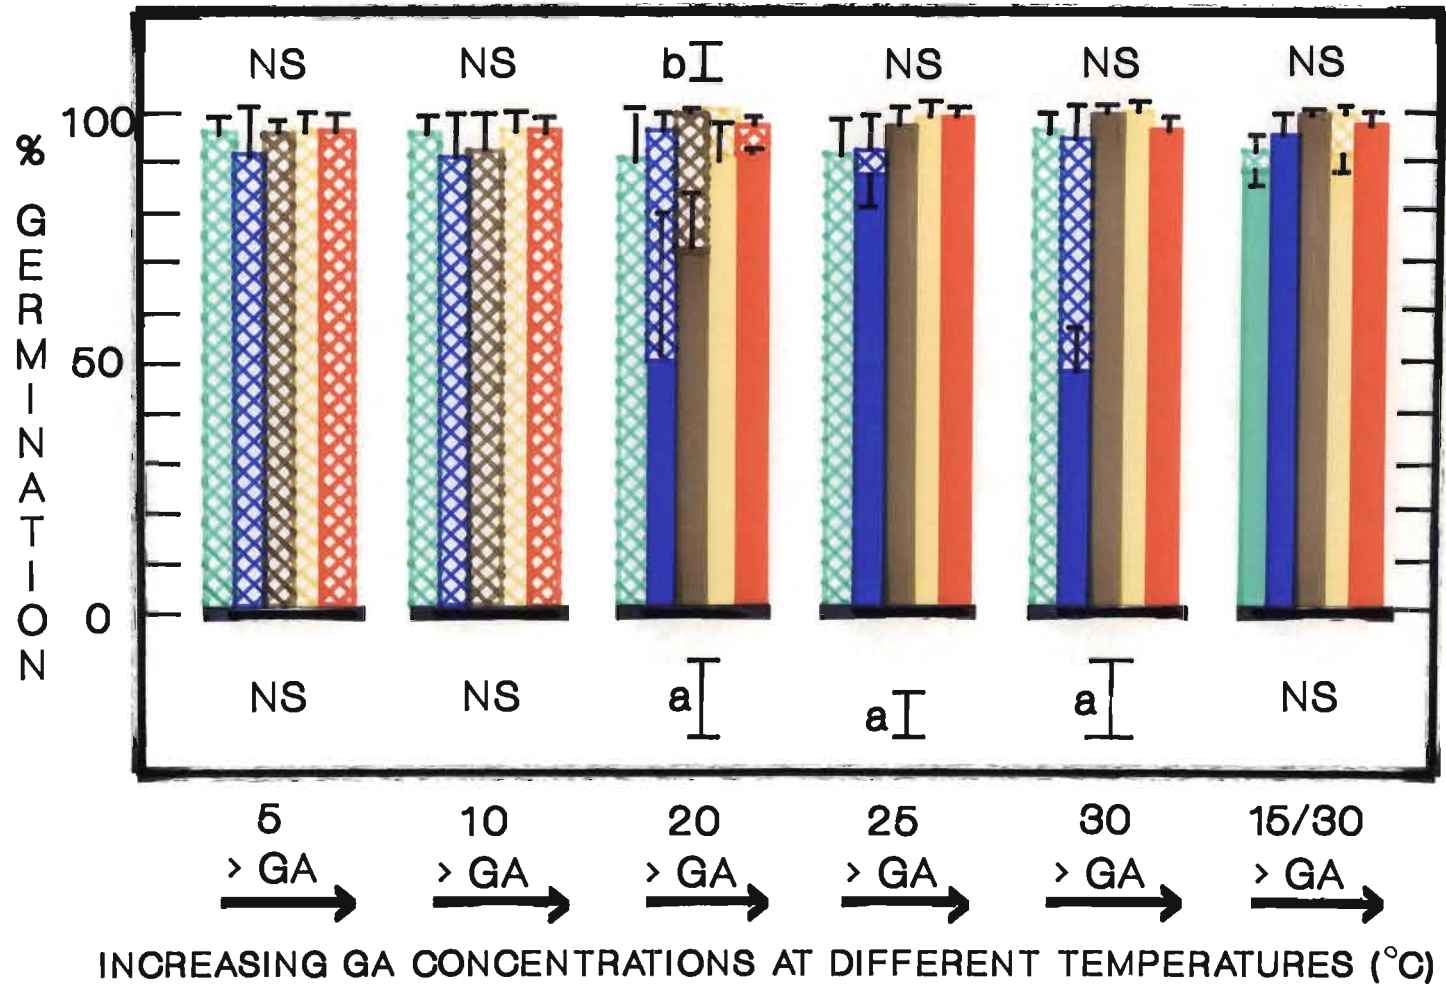 NS NS b NS NS NS
100
50
0
% GERMINATION
NS NS a a a NS
5 10 20 25 30 15/30
> GA > GA > GA > GA > GA > GA
INCREASING GA CONCENTRATIONS AT DIFFERENT TEMPERATURES (°C)